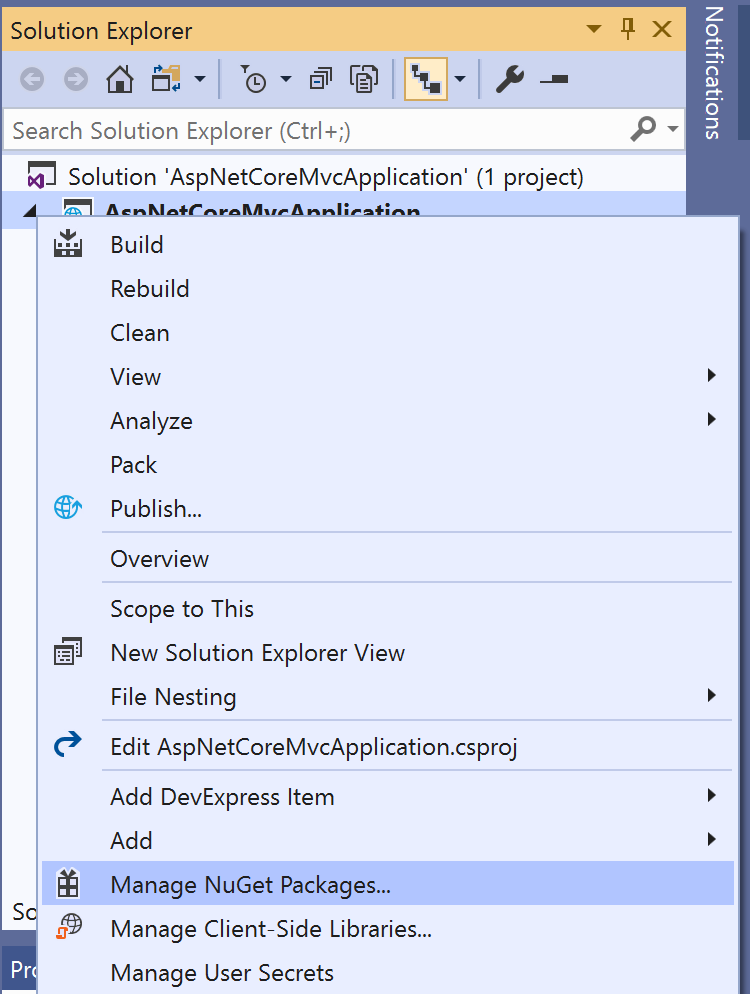 Solution Explorer
Notifications
Search Solution Explorer (Ctrl+;)
Solution 'AspNetCoreMvcApplication' (1 project)
AspNetCoreMvcApplication
Build
Rebuild
Clean
View
Analyze
Pack
Publish...
Overview
Scope to This
New Solution Explorer View
File Nesting
Edit AspNetCoreMvcApplication.csproj
Add DevExpress Item
Add
Manage NuGet Packages...
So
Manage Client-Side Libraries...
Pro
Manage User Secrets